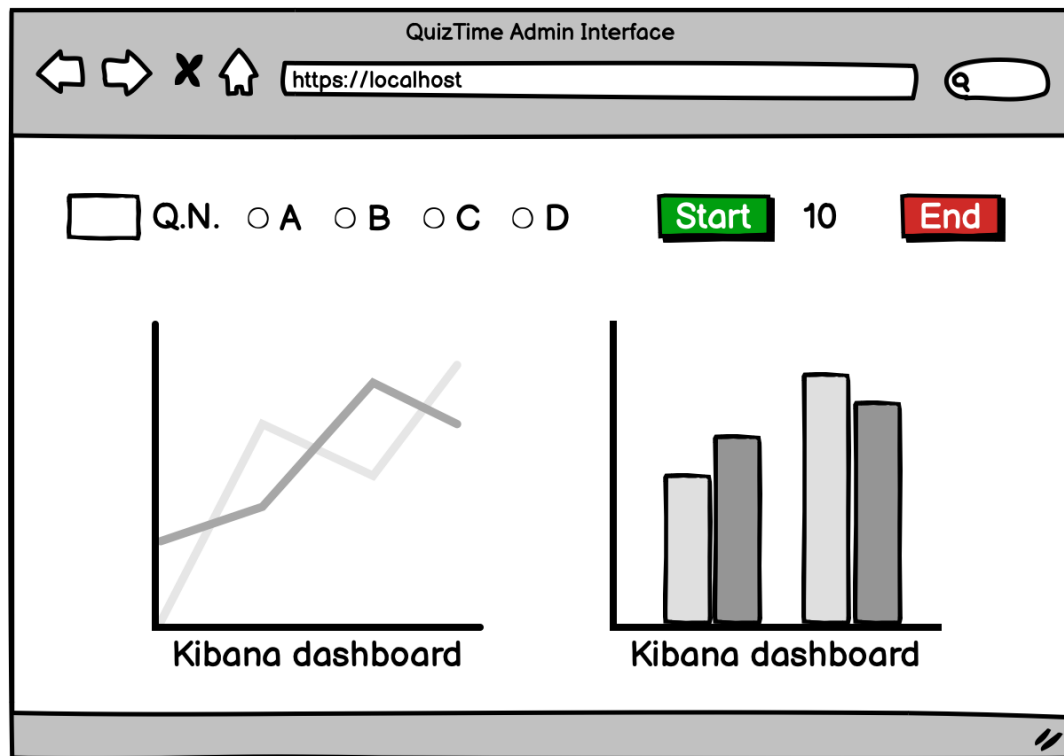 QuizTime Admin Interface
https://localhost
Q.N. A B C D Start 10 End
Kibana dashboard Kibana dashboard